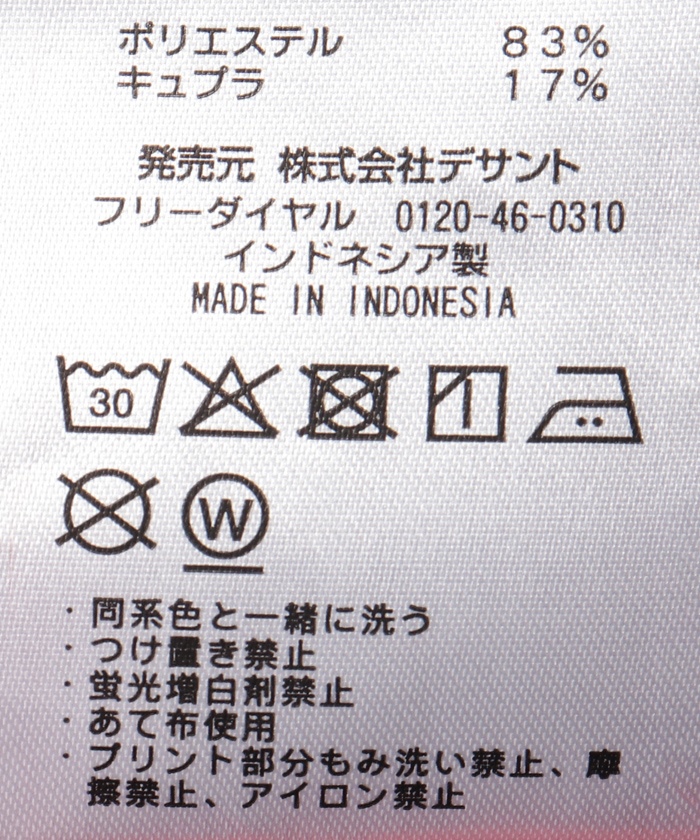 ポリエステル 83%
キュプラ 17%
発売元 株式会社デサント
フリーダイヤル 0120-46-0310
インドネシア製
MADE IN INDONESIA
30
W
・同系色と一緒に洗う
・つけ置き禁止
・蛍光増白剤禁止
・あて布使用
・プリント部分もみ洗い禁止、摩
擦禁止、アイロン禁止